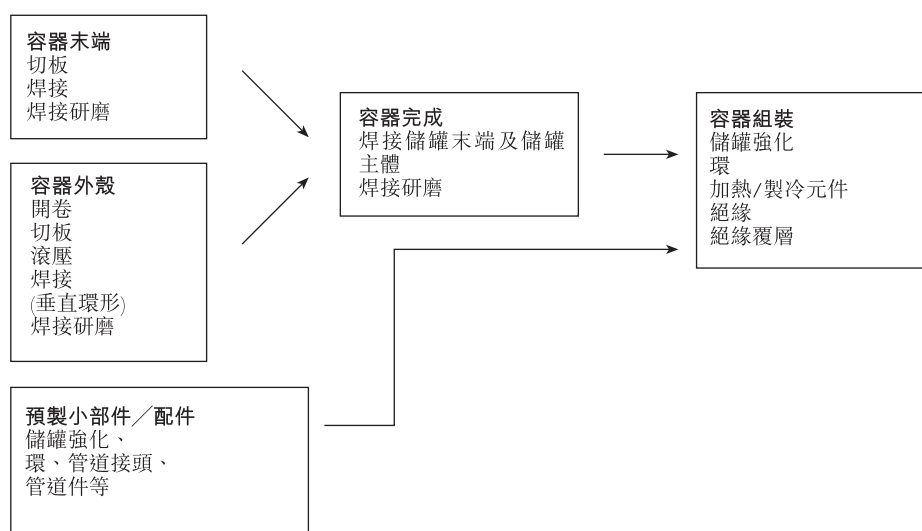 容器末端
切板
焊接
焊接研磨
容器外殼
開卷
切板
滾壓
焊接
(垂直環形)
焊接研磨
預製小部件／配件
儲罐強化、
環、管道接頭、
管道件等
容器完成
焊接儲罐末端及儲罐
主體
焊接研磨
容器組裝
儲罐強化
環
加熱/製冷元件
絕緣
絕緣覆層